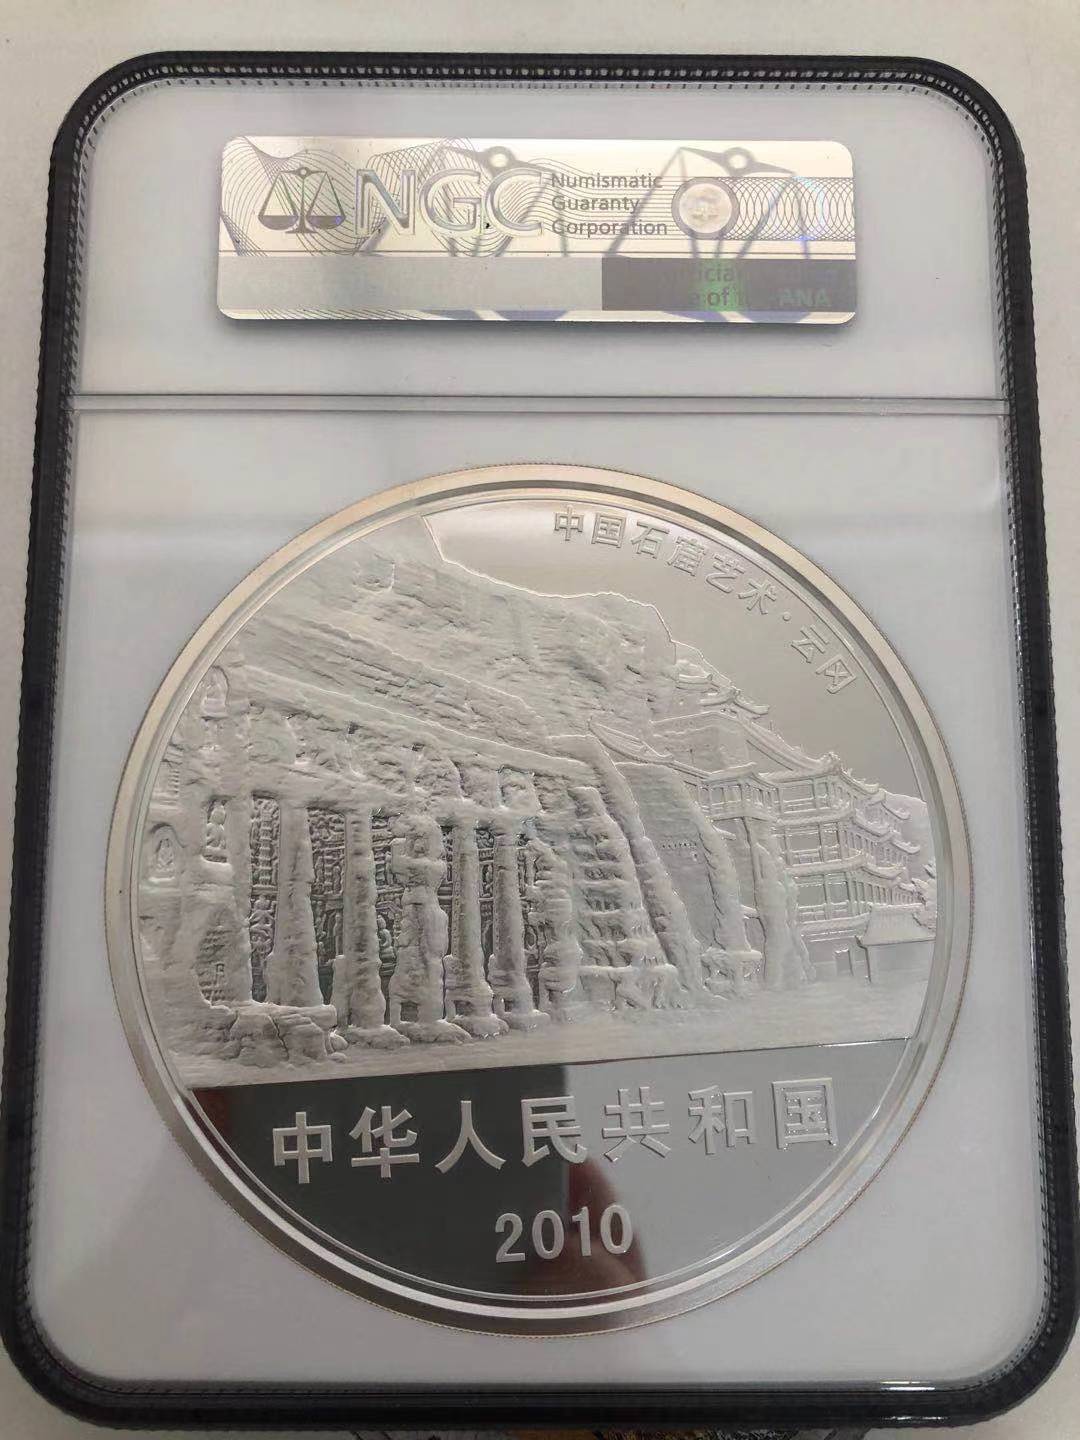 NGC
Numismatic
Guaranty
Corporation
ANA
中国石窟艺术·云冈
中华人民共和国
2010